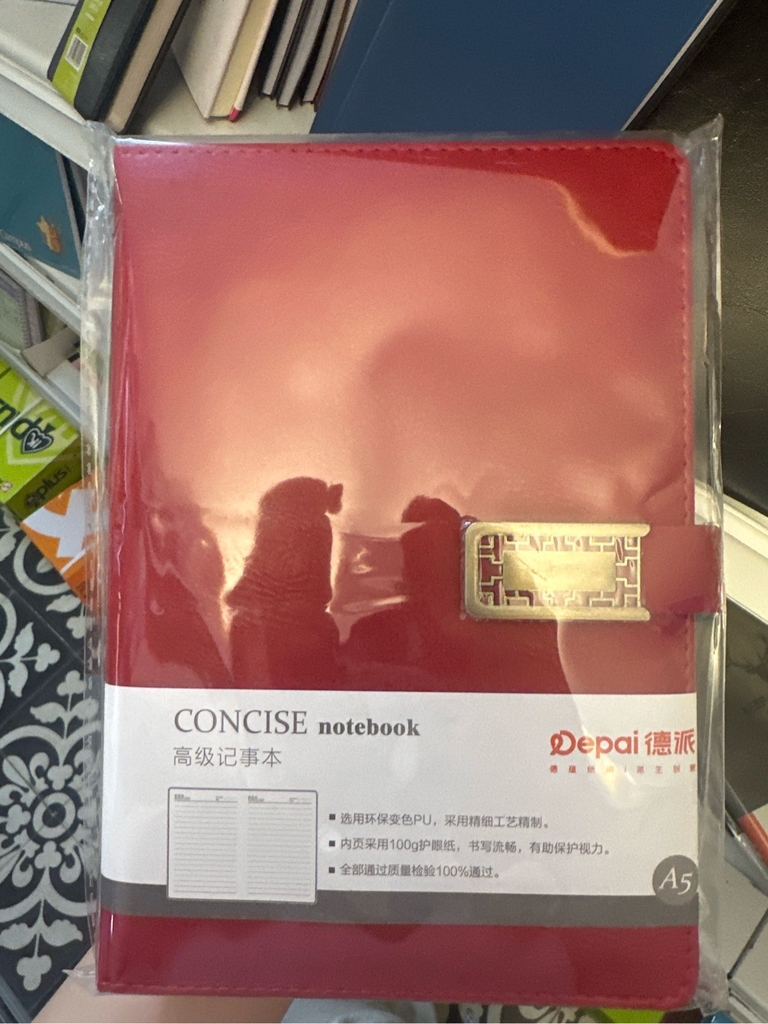 CONCISE notebook
高级记事本
Depai 德派
选用环保变色PU，采用精细工艺精制。
内页采用100g护眼纸，书写流畅，有助保护视力。
全部通过质量检验100%通过。
A5
Campus
eplus